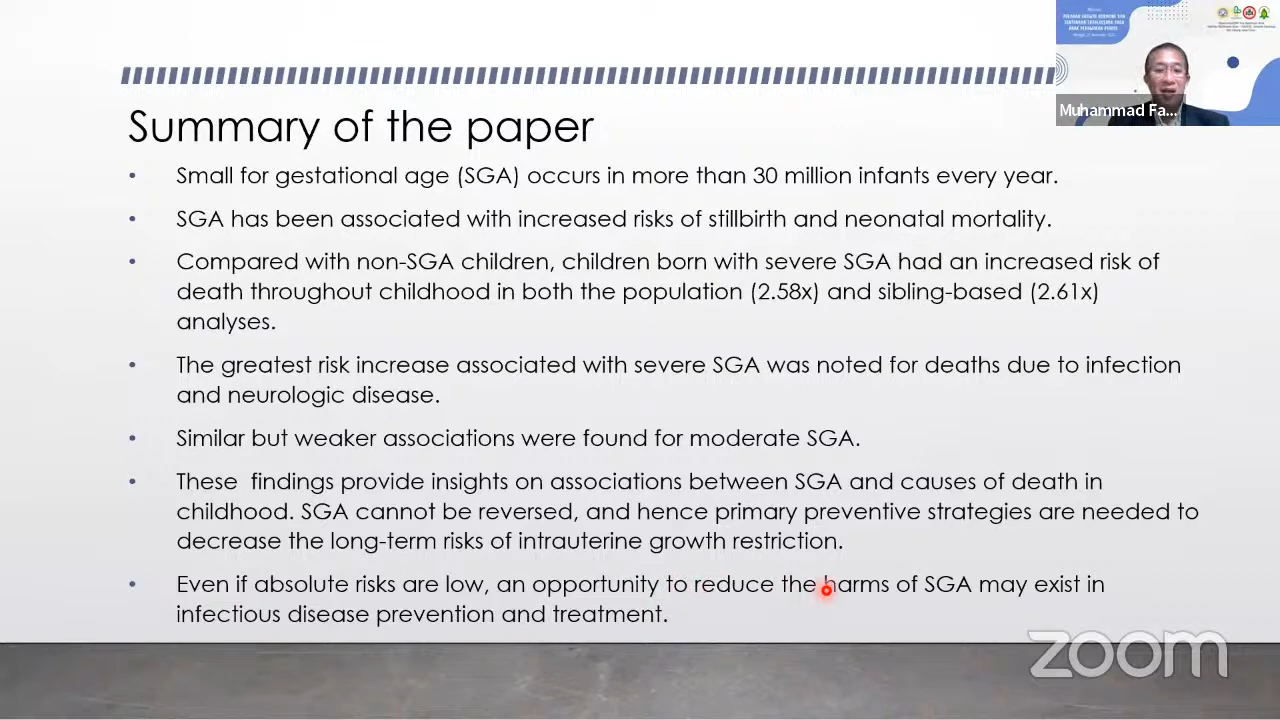 Muhammad Fa...
Summary of the paper
• Small for gestational age (SGA) occurs in more than 30 million infants every year.
• SGA has been associated with increased risks of stillbirth and neonatal mortality.
• Compared with non-SGA children, children born with severe SGA had an increased risk of
death throughout childhood in both the population (2.58x) and sibling-based (2.61x)
analyses.
• The greatest risk increase associated with severe SGA was noted for deaths due to infection
and neurologic disease.
• Similar but weaker associations were found for moderate SGA.
• These findings provide insights on associations between SGA and causes of death in
childhood. SGA cannot be reversed, and hence primary preventive strategies are needed to
decrease the long-term risks of intrauterine growth restriction.
• Even if absolute risks are low, an opportunity to reduce the harms of SGA may exist in
infectious disease prevention and treatment.
zoom